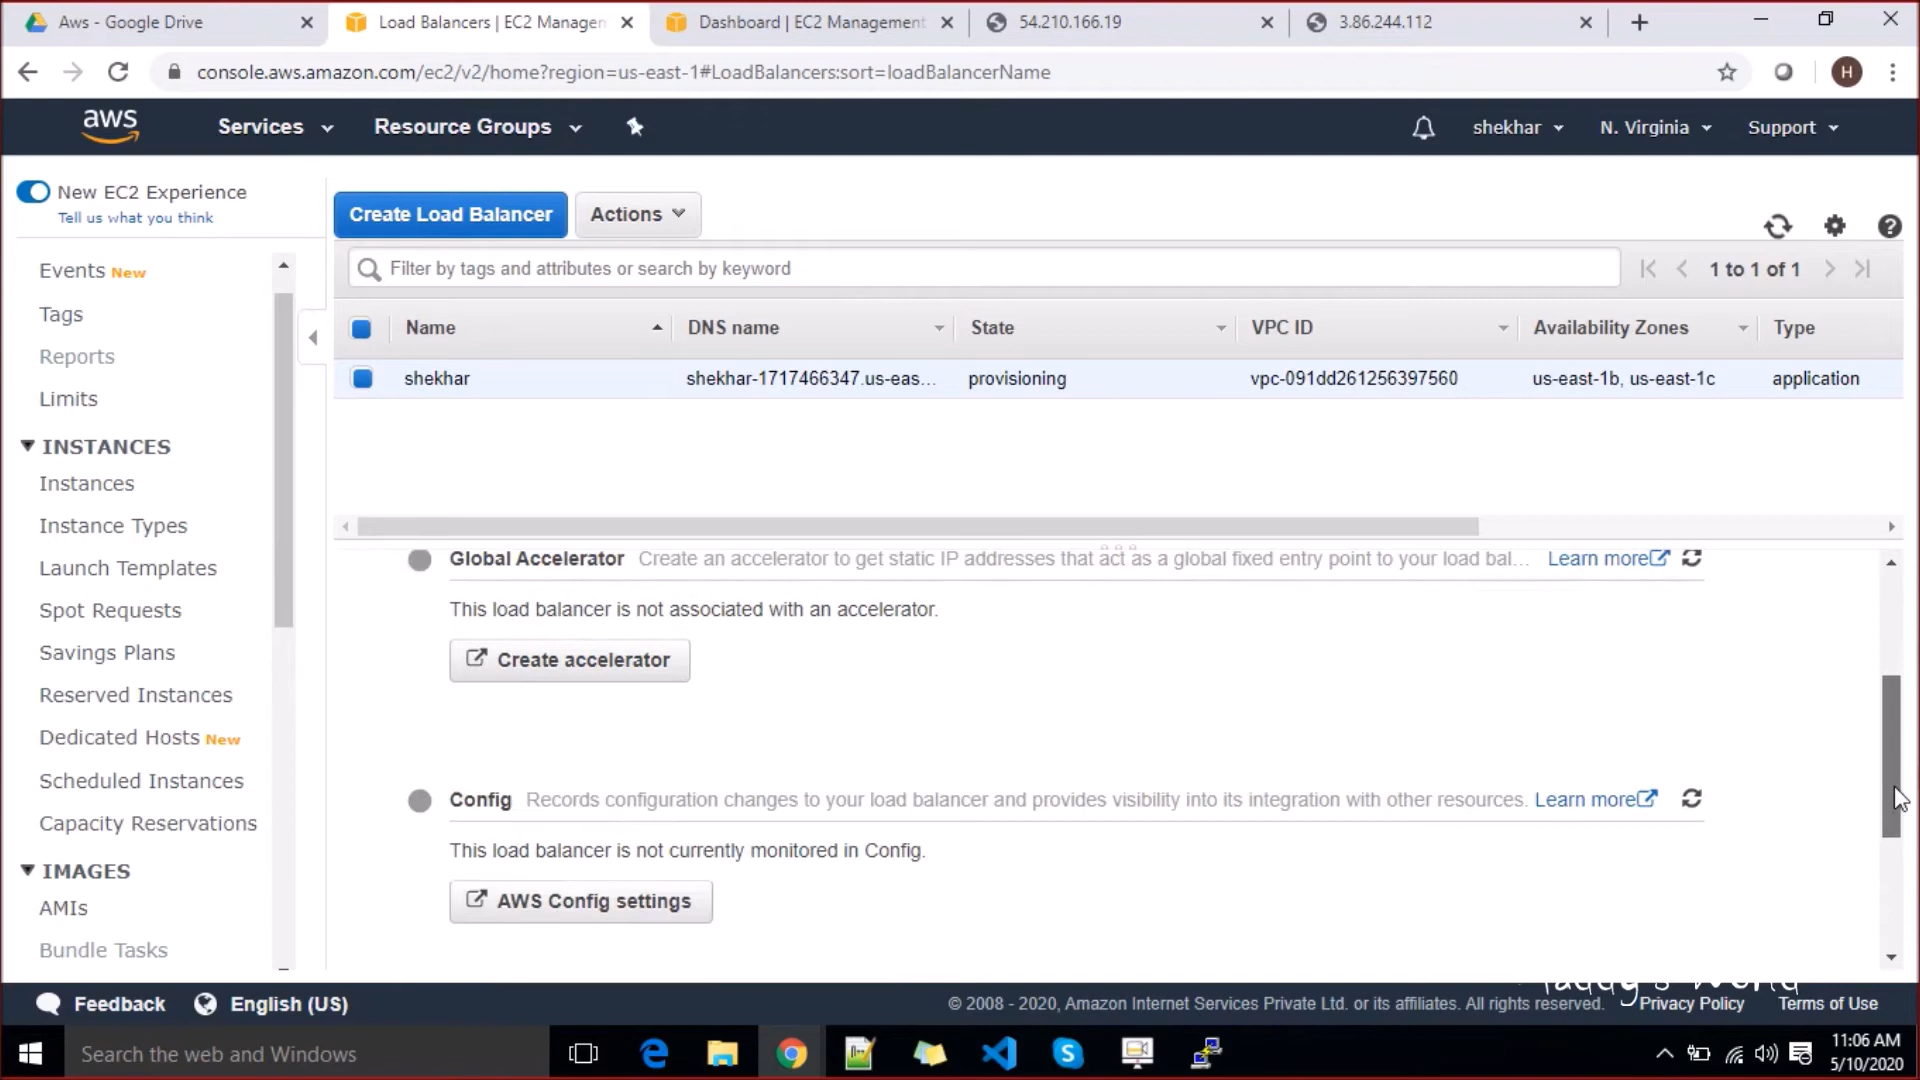 Aws - Google Drive
Load Balancers | EC2 Managen
Dashboard | EC2 Management
54.210.166.19
3.86.244.112
console.aws.amazon.com/ec2/v2/home?region=us-east-1#LoadBalancers:sort=loadBalancerName
H
aws
Services
Resource Groups
shekhar
N. Virginia
Support
New EC2 Experience
Tell us what you think
Events New
Tags
Reports
Limits
INSTANCES
Instances
Instance Types
Launch Templates
Spot Requests
Savings Plans
Reserved Instances
Dedicated Hosts New
Scheduled Instances
Capacity Reservations
IMAGES
AMIs
Bundle Tasks
Create Load Balancer
Actions
Filter by tags and attributes or search by keyword
1 to 1 of 1
Name
DNS name
State
VPC ID
Availability Zones
Type
shekhar
shekhar-1717466347.us-eas...
provisioning
vpc-091dd261256397560
us-east-1b, us-east-1c
application
Global Accelerator Create an accelerator to get static IP addresses that act as a global fixed entry point to your load bal... Learn more
This load balancer is not associated with an accelerator.
Create accelerator
Config Records configuration changes to your load balancer and provides visibility into its integration with other resources. Learn more
This load balancer is not currently monitored in Config.
AWS Config settings
Feedback
English (US)
© 2008 - 2020, Amazon Internet Services Private Ltd. or its affiliates. All rights reserved.
Privacy Policy
Terms of Use
Search the web and Windows
11:06 AM
5/10/2020